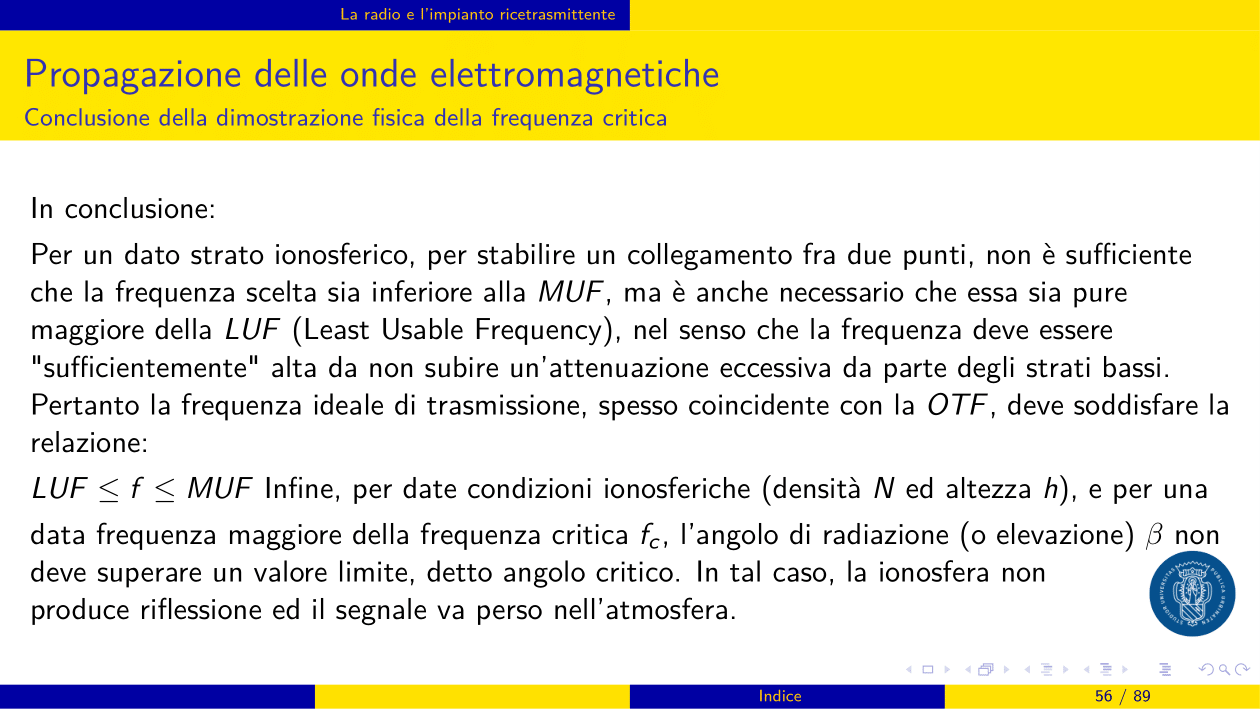 La radio e l'impianto ricetrasmittente
Propagazione delle onde elettromagnetiche
Conclusione della dimostrazione fisica della frequenza critica
In conclusione:
Per un dato strato ionosferico, per stabilire un collegamento fra due punti, non è sufficiente
che la frequenza scelta sia inferiore alla MUF, ma è anche necessario che essa sia pure
maggiore della LUF (Least Usable Frequency), nel senso che la frequenza deve essere
"sufficientemente" alta da non subire un'attenuazione eccessiva da parte degli strati bassi.
Pertanto la frequenza ideale di trasmissione, spesso coincidente con la OTF, deve soddisfare la
relazione:
LUF ≤ f ≤ MUF Infine, per date condizioni ionosferiche (densità N ed altezza h), e per una
data frequenza maggiore della frequenza critica f_c, l'angolo di radiazione (o elevazione) β non
deve superare un valore limite, detto angolo critico. In tal caso, la ionosfera non
produce riflessione ed il segnale va perso nell'atmosfera.
Indice
56 / 89